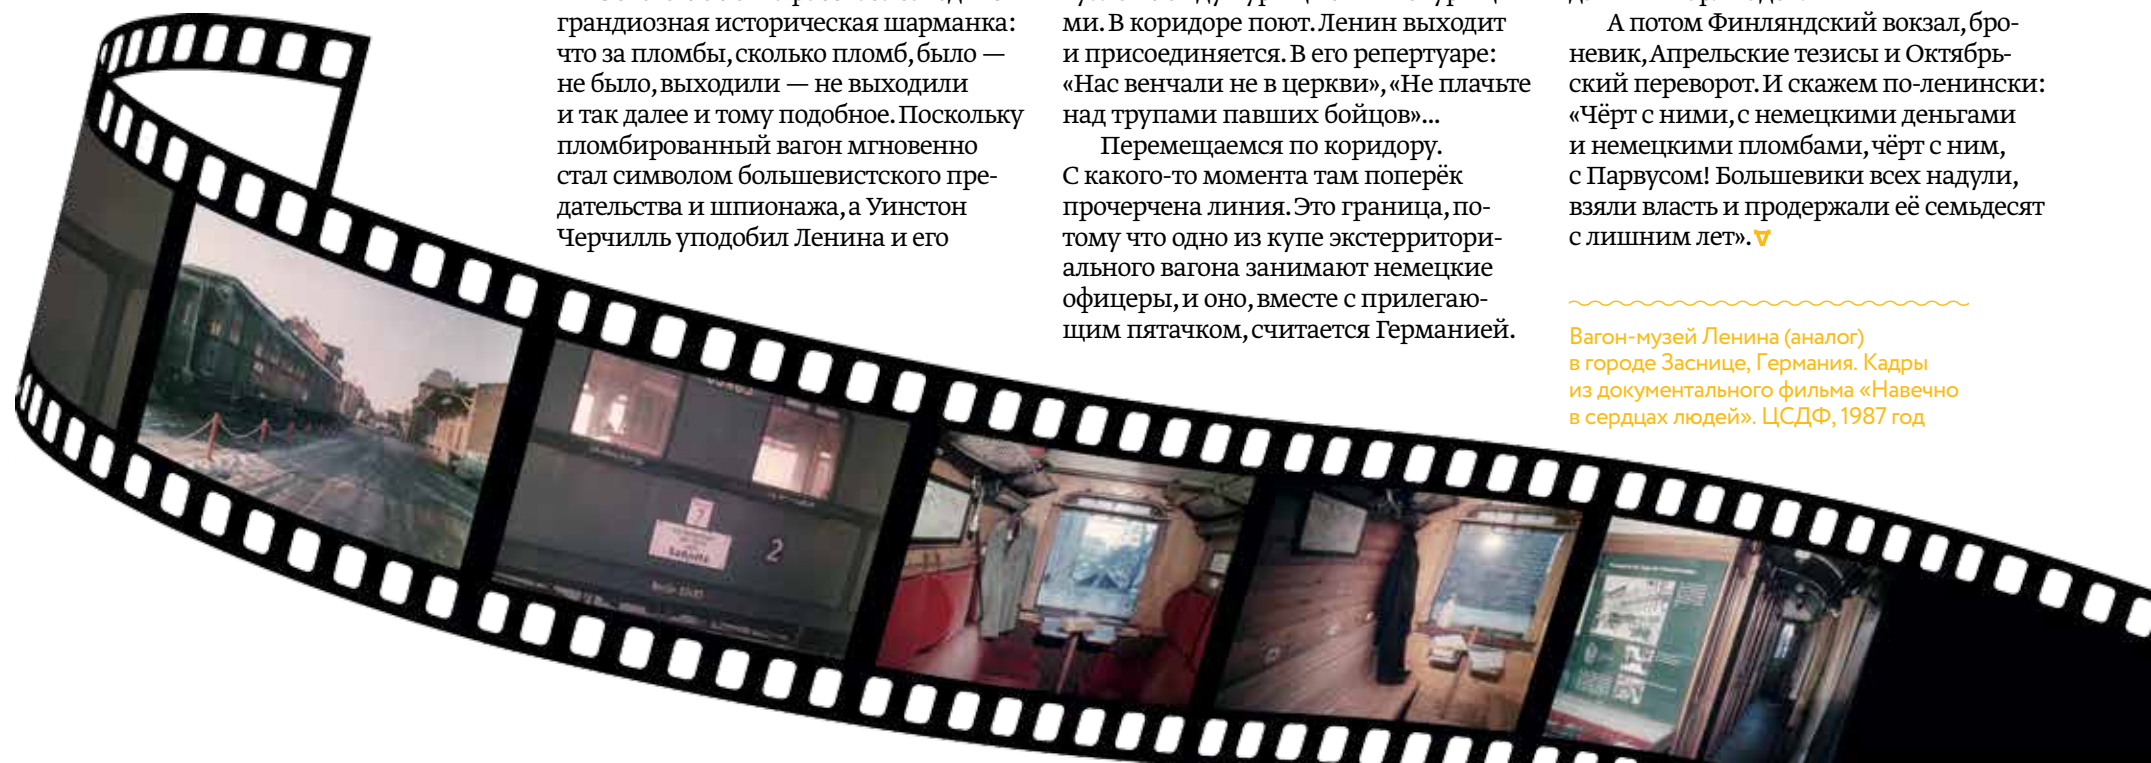 грандиозная историческая шарманка:
что за пломбы, сколько пломб, было —
не было, выходили — не выходили
и так далее и тому подобное. Поскольку
пломбированный вагон мгновенно
стал символом большевистского пре-
дательства и шпионажа, а Уинстон
Черчилль уподобил Ленина и его
ми. В коридоре поют. Ленин выходит
и присоединяется. В его репертуаре:
«Нас венчали не в церкви», «Не плачьте
над трупами павших бойцов»...
Перемещаемся по коридору.
С какого-то момента там поперёк
прочерчена линия. Это граница, по-
тому что одно из купе экстерритори-
ального вагона занимают немецкие
офицеры, и оно, вместе с прилегаю-
щим пятачком, считается Германией.
А потом Финляндский вокзал, бро-
невик, Апрельские тезисы и Октябрь-
ский переворот. И скажем по-ленински:
«Чёрт с ними, с немецкими деньгами
и немецкими пломбами, чёрт с ним,
с Парвусом! Большевики всех надули,
взяли власть и продержали её семьдесят
с лишним лет».
Вагон-музей Ленина (аналог)
в городе Заснице, Германия. Кадры
из документального фильма «Навечно
в сердцах людей». ЦСДФ, 1987 год
2